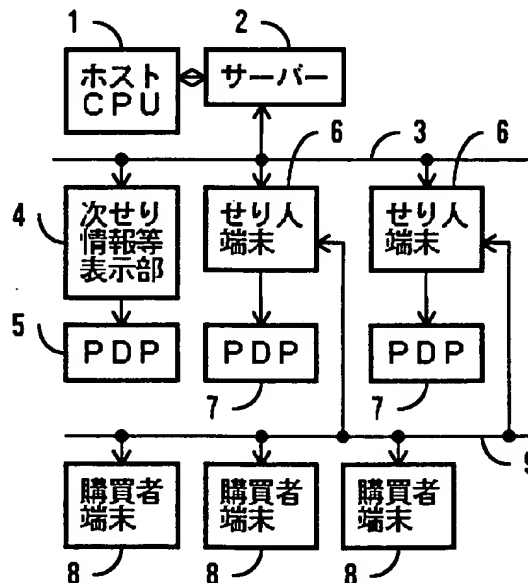 1
2
ホスト
CPU
サーバー
6
3
6
4
次せり
情報等
表示部
せり人
端末
せり人
端末
5
PDP
PDP
PDP
7
7
9
購買者
端末
購買者
端末
購買者
端末
8
8
8